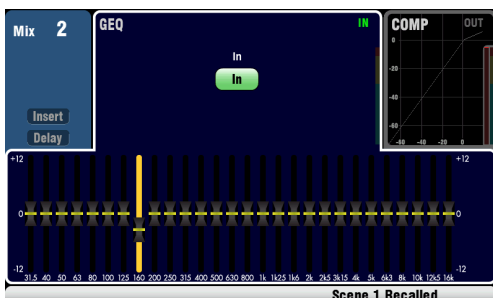 Mix 2
GEQ
IN
COMP
OUT
In
In
0
-20
-40
-60
-60 -40 -20 0
Insert
Delay
+12
+12
0
0
-12
-12
31.5 40 50 63 80 100 125 160 200 250 315 400 500 630 800 1k 1k25 1k6 2k 2k5 3k15 4k 5k 6k3 8k 10k 12k5 16k
Scene 1 Recalled